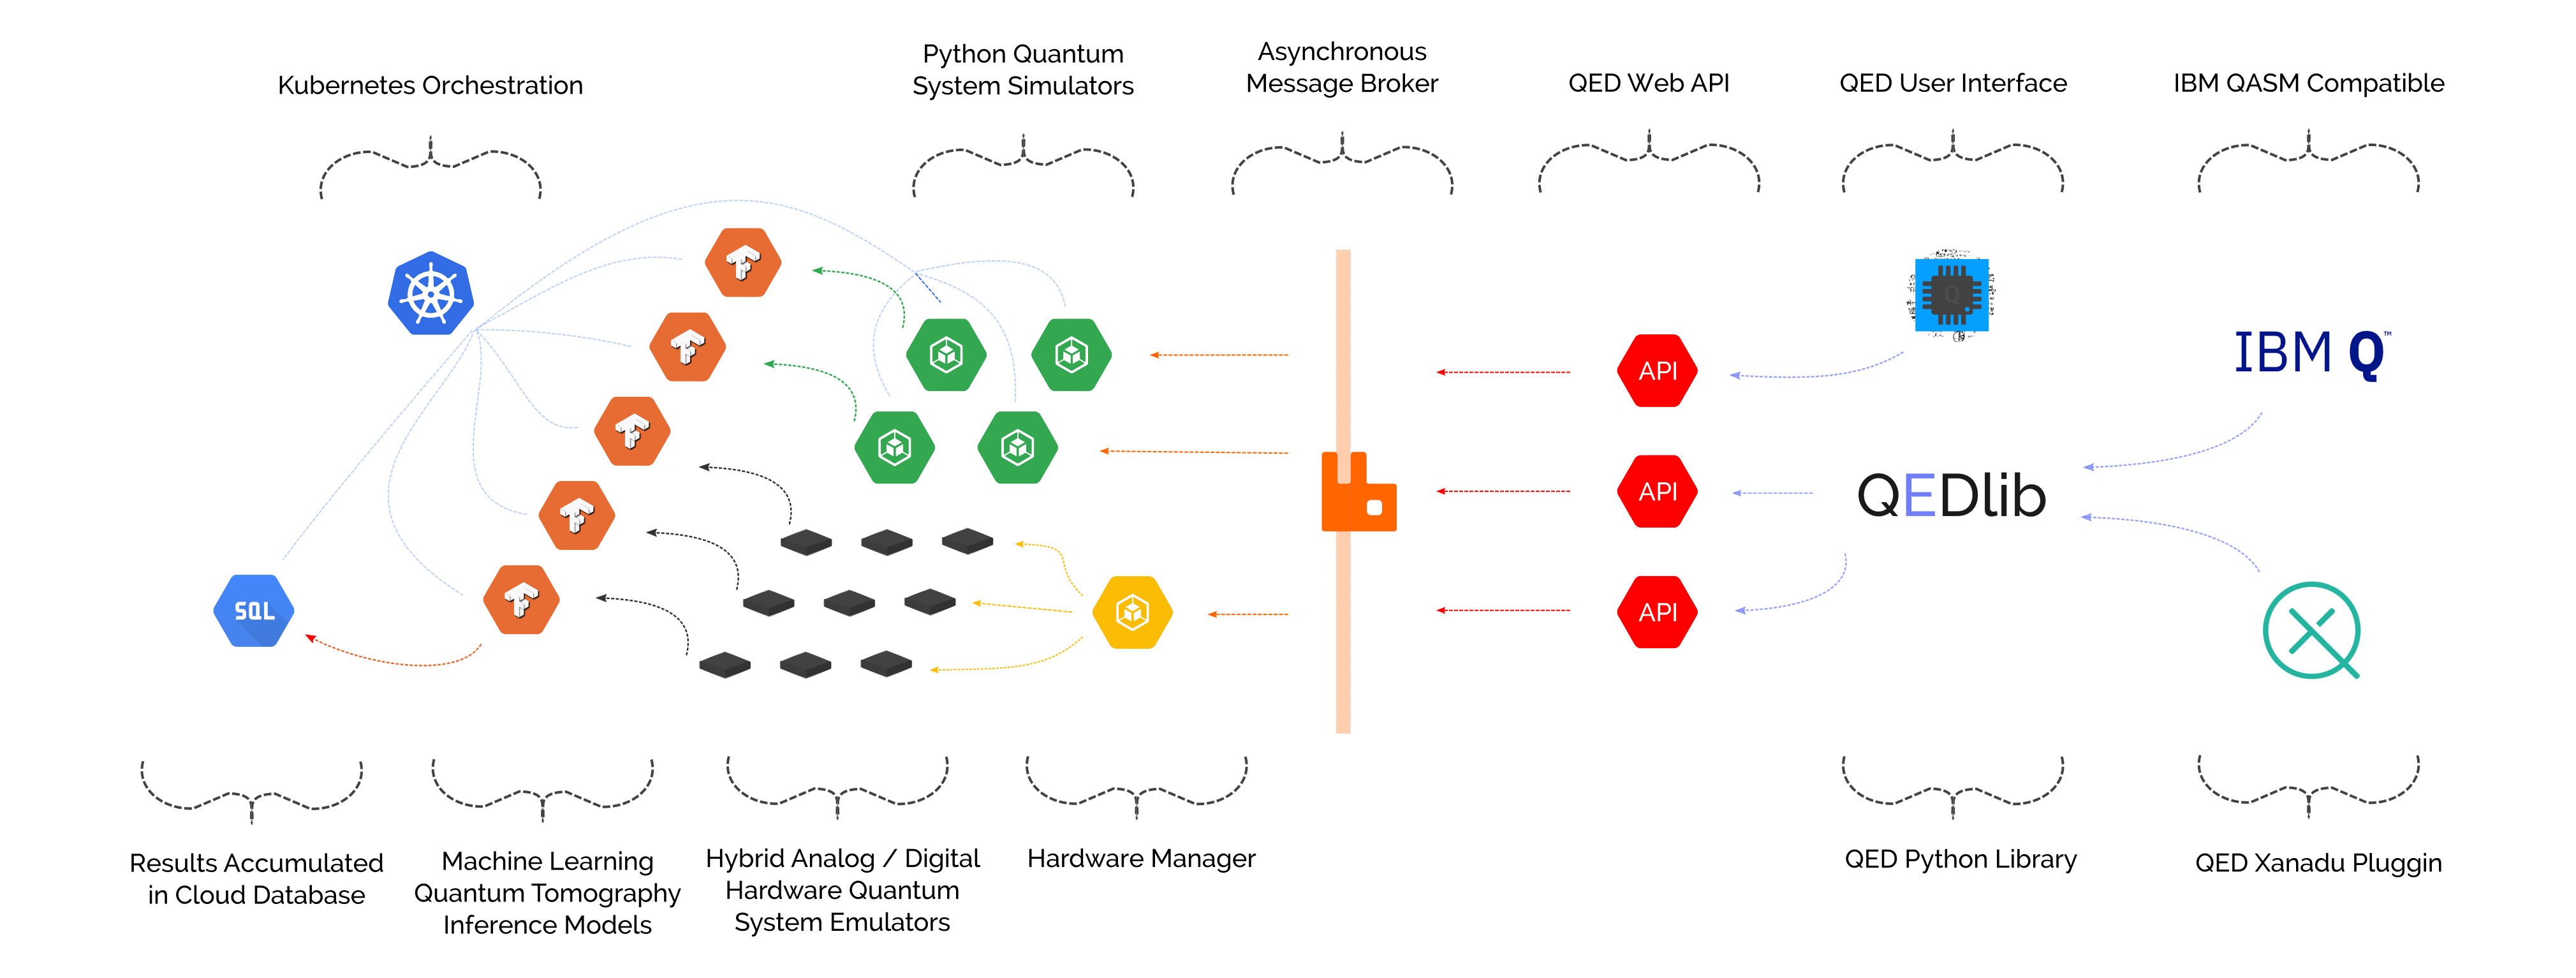 Kubernetes Orchestration
Python Quantum
System Simulators
Asynchronous
Message Broker
QED Web API
QED User Interface
IBM QASM Compatible
Q
API
IBM Q™
API
QEDlib
SQL
API
Results Accumulated
in Cloud Database
Machine Learning
Quantum Tomography
Inference Models
Hybrid Analog / Digital
Hardware Quantum
System Emulators
Hardware Manager
QED Python Library
QED Xanadu Pluggin